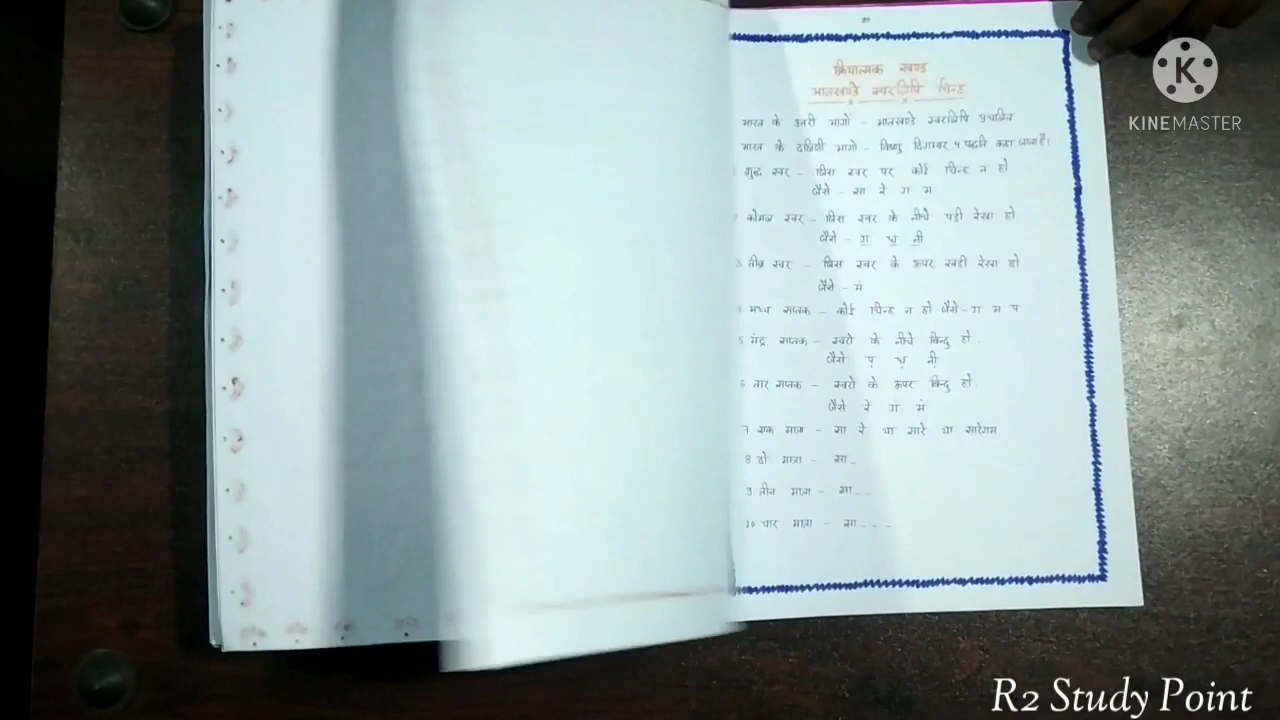 क्रियात्मक खण्ड
भातखण्डे स्वरलिपि चिन्ह
भारत के उत्तरी भागों - भातखण्डे स्वरलिपि प्रचलित
भारत के दक्षिणी भागो - विष्णु दिगम्बर प पद्धति कहा जाता है।
शुद्ध स्वर - जिस स्वर पर कोई चिन्ह न हो
जैसे - सा रे ग म
2 कोमल स्वर - जिस स्वर के नीचे पडी रेखा हो
जैसे - ग॒ ध॒ नी॒
3 तीव्र स्वर - जिस स्वर के ऊपर खडी रेखा हो
जैसे - म॑
4 मध्य सप्तक - कोई चिन्ह न हो जैसे - ग म प
5 मंद्र सप्तक - स्वरो के नीचे बिन्दु हो .
जैसे प़ ध़ नी़
6 तार सप्तक - स्वरो के ऊपर बिन्दु हो .
जैसे रें गं मं
7 एक मात्रा - सा रे या सारे या सारेगम
8 दो मात्रा - सा _
9 तीन मात्रा - सा _ _
10 चार मात्रा - सा _ _ _
K
KINEMASTER
R2 Study Point